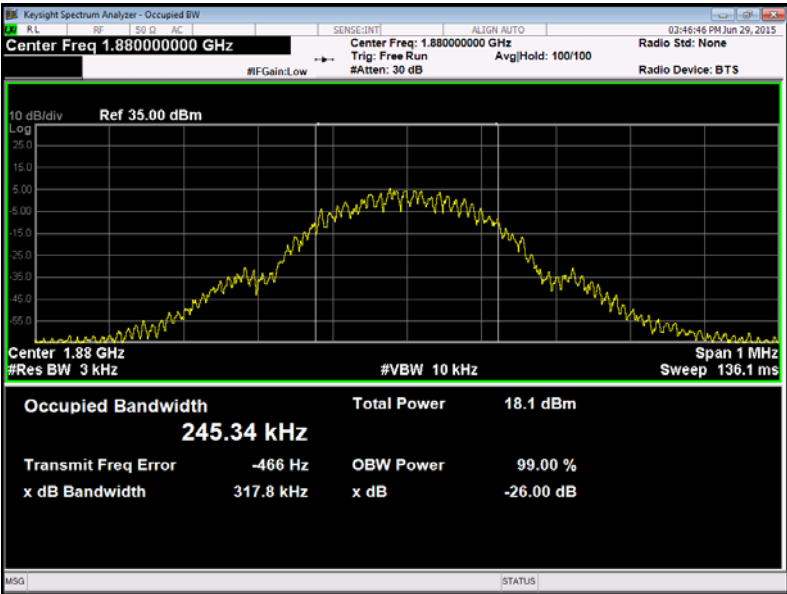 Keysight Spectrum Analyzer - Occupied BW
RL RF 50 Ω AC SENSE:INT ALIGN AUTO 03:46:46 PM Jun 29, 2015
Center Freq 1.880000000 GHz
Center Freq: 1.880000000 GHz Radio Std: None
Trig: Free Run Avg|Hold: 100/100
#IFGain:Low #Atten: 30 dB Radio Device: BTS
10 dB/div Ref 35.00 dBm
Log
25.0
15.0
5.00
-5.00
-15.0
-25.0
-35.0
-45.0
-55.0
Center 1.88 GHz Span 1 MHz
#Res BW 3 kHz #VBW 10 kHz Sweep 136.1 ms
Occupied Bandwidth Total Power 18.1 dBm
245.34 kHz
Transmit Freq Error -466 Hz OBW Power 99.00 %
x dB Bandwidth 317.8 kHz x dB -26.00 dB
MSG STATUS